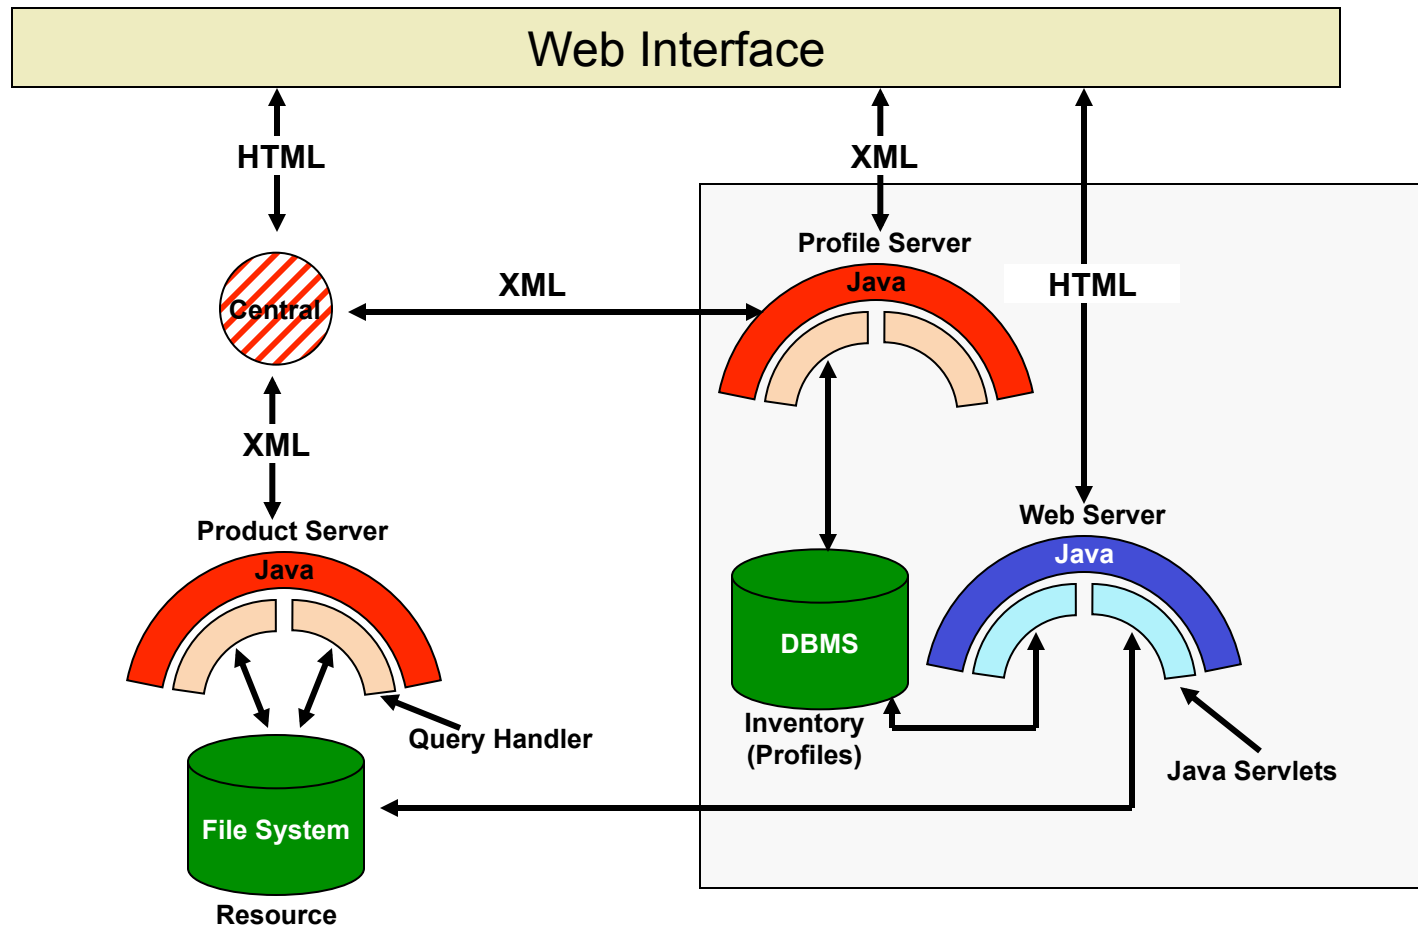 Web Interface
HTML
XML
Profile Server
Java
HTML
Central
XML
XML
Product Server
Java
Web Server
Java
DBMS
Inventory
(Profiles)
Query Handler
Java Servlets
File System
Resource